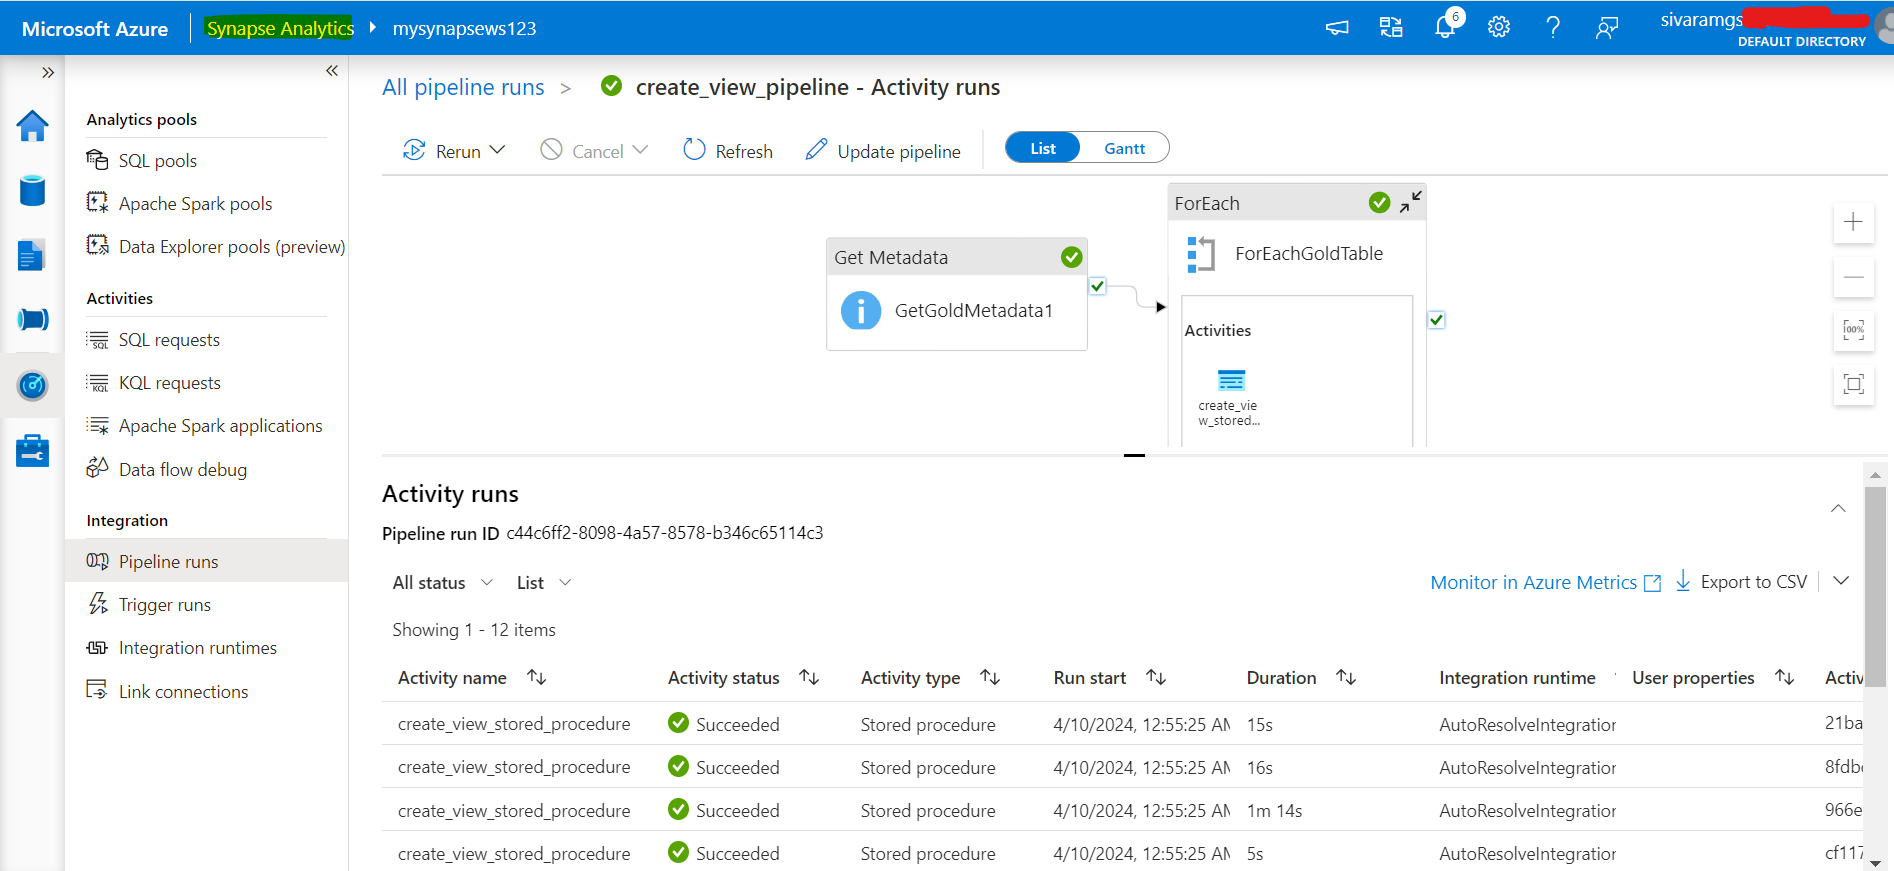 Microsoft Azure
Synapse Analytics
mysynapsews123
6
sivaramgs
DEFAULT DIRECTORY
Analytics pools
SQL pools
Apache Spark pools
Data Explorer pools (preview)
Activities
SQL requests
KQL requests
Apache Spark applications
Data flow debug
Integration
Pipeline runs
Trigger runs
Integration runtimes
Link connections
All pipeline runs > create_view_pipeline - Activity runs
Rerun Cancel Refresh Update pipeline List Gantt
Get Metadata
GetGoldMetadata1
ForEach
ForEachGoldTable
Activities
create_vie
w_stored...
100%
Activity runs
Pipeline run ID c44c6ff2-8098-4a57-8578-b346c65114c3
All status List Monitor in Azure Metrics Export to CSV
Showing 1 - 12 items
Activity name Activity status Activity type Run start Duration Integration runtime User properties Activ
create_view_stored_procedure Succeeded Stored procedure 4/10/2024, 12:55:25 AM 15s AutoResolveIntegration 21ba
create_view_stored_procedure Succeeded Stored procedure 4/10/2024, 12:55:25 AM 16s AutoResolveIntegration 8fdb
create_view_stored_procedure Succeeded Stored procedure 4/10/2024, 12:55:25 AM 1m 14s AutoResolveIntegration 966e
create_view_stored_procedure Succeeded Stored procedure 4/10/2024, 12:55:25 AM 5s AutoResolveIntegration cf117